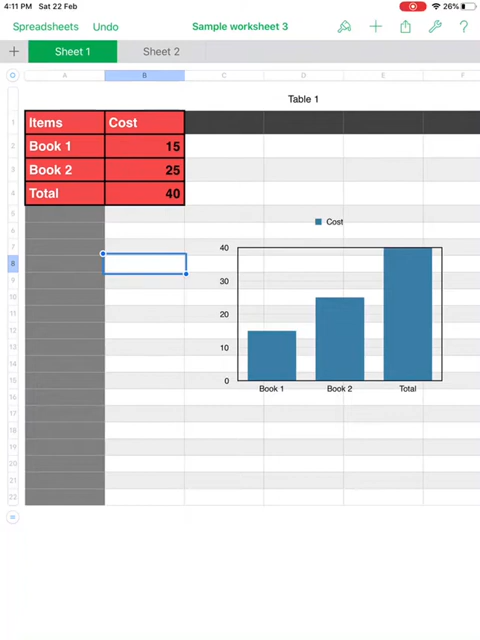 4:11 PM Sat 22 Feb 26%
Spreadsheets Undo Sample worksheet 3 ?
+ Sheet 1 Sheet 2
A B C D E F
Table 1
1 Items Cost
2 Book 1 15
3 Book 2 25
4 Total 40
5
6
7
8
9
10
11
12
13
14
15
16
17
18
19
20
21
22
Cost
40
30
20
10
0
Book 1 Book 2 Total